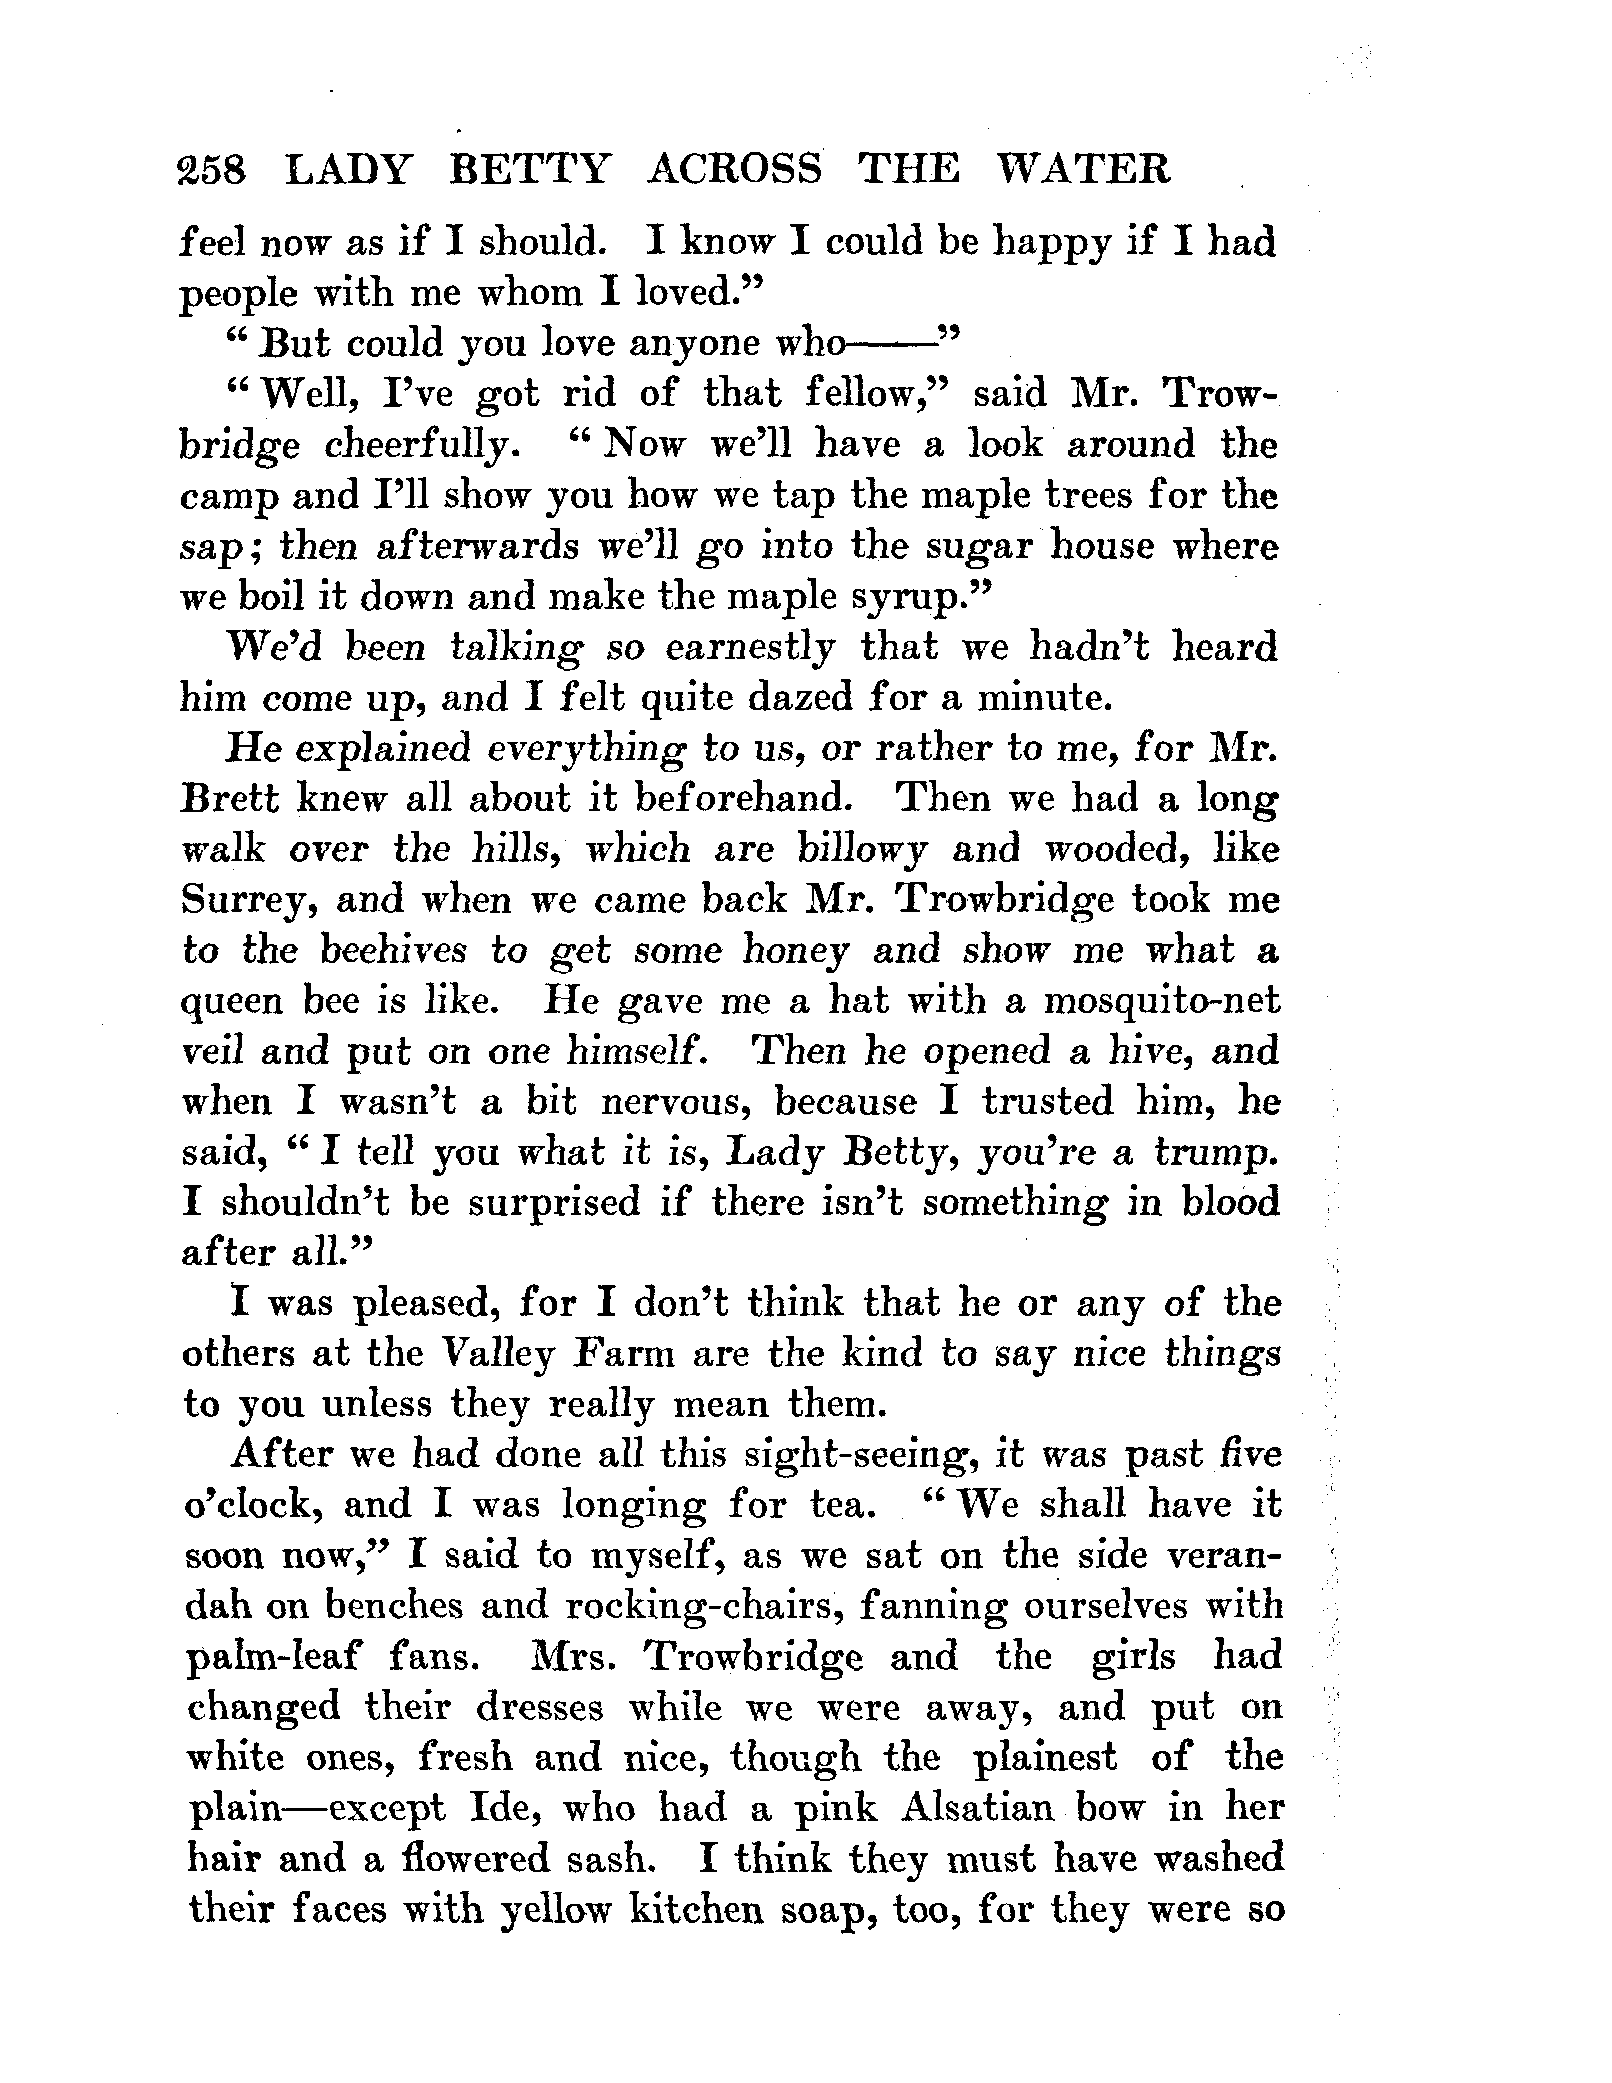 258 LADY BETTY ACROSS THE WATER
feel now as if I should. I know I could be happy if I had
people with me whom I loved."
"But could you love anyone who——"
"Well, I've got rid of that fellow," said Mr. Trow-
bridge cheerfully. "Now we'll have a look around the
camp and I'll show you how we tap the maple trees for the
sap; then afterwards we'll go into the sugar house where
we boil it down and make the maple syrup."
We'd been talking so earnestly that we hadn't heard
him come up, and I felt quite dazed for a minute.
He explained everything to us, or rather to me, for Mr.
Brett knew all about it beforehand. Then we had a long
walk over the hills, which are billowy and wooded, like
Surrey, and when we came back Mr. Trowbridge took me
to the beehives to get some honey and show me what a
queen bee is like. He gave me a hat with a mosquito-net
veil and put on one himself. Then he opened a hive, and
when I wasn't a bit nervous, because I trusted him, he
said, "I tell you what it is, Lady Betty, you're a trump.
I shouldn't be surprised if there isn't something in blood
after all."
I was pleased, for I don't think that he or any of the
others at the Valley Farm are the kind to say nice things
to you unless they really mean them.
After we had done all this sight-seeing, it was past five
o'clock, and I was longing for tea. "We shall have it
soon now," I said to myself, as we sat on the side veran-
dah on benches and rocking-chairs, fanning ourselves with
palm-leaf fans. Mrs. Trowbridge and the girls had
changed their dresses while we were away, and put on
white ones, fresh and nice, though the plainest of the
plain—except Ide, who had a pink Alsatian bow in her
hair and a flowered sash. I think they must have washed
their faces with yellow kitchen soap, too, for they were so